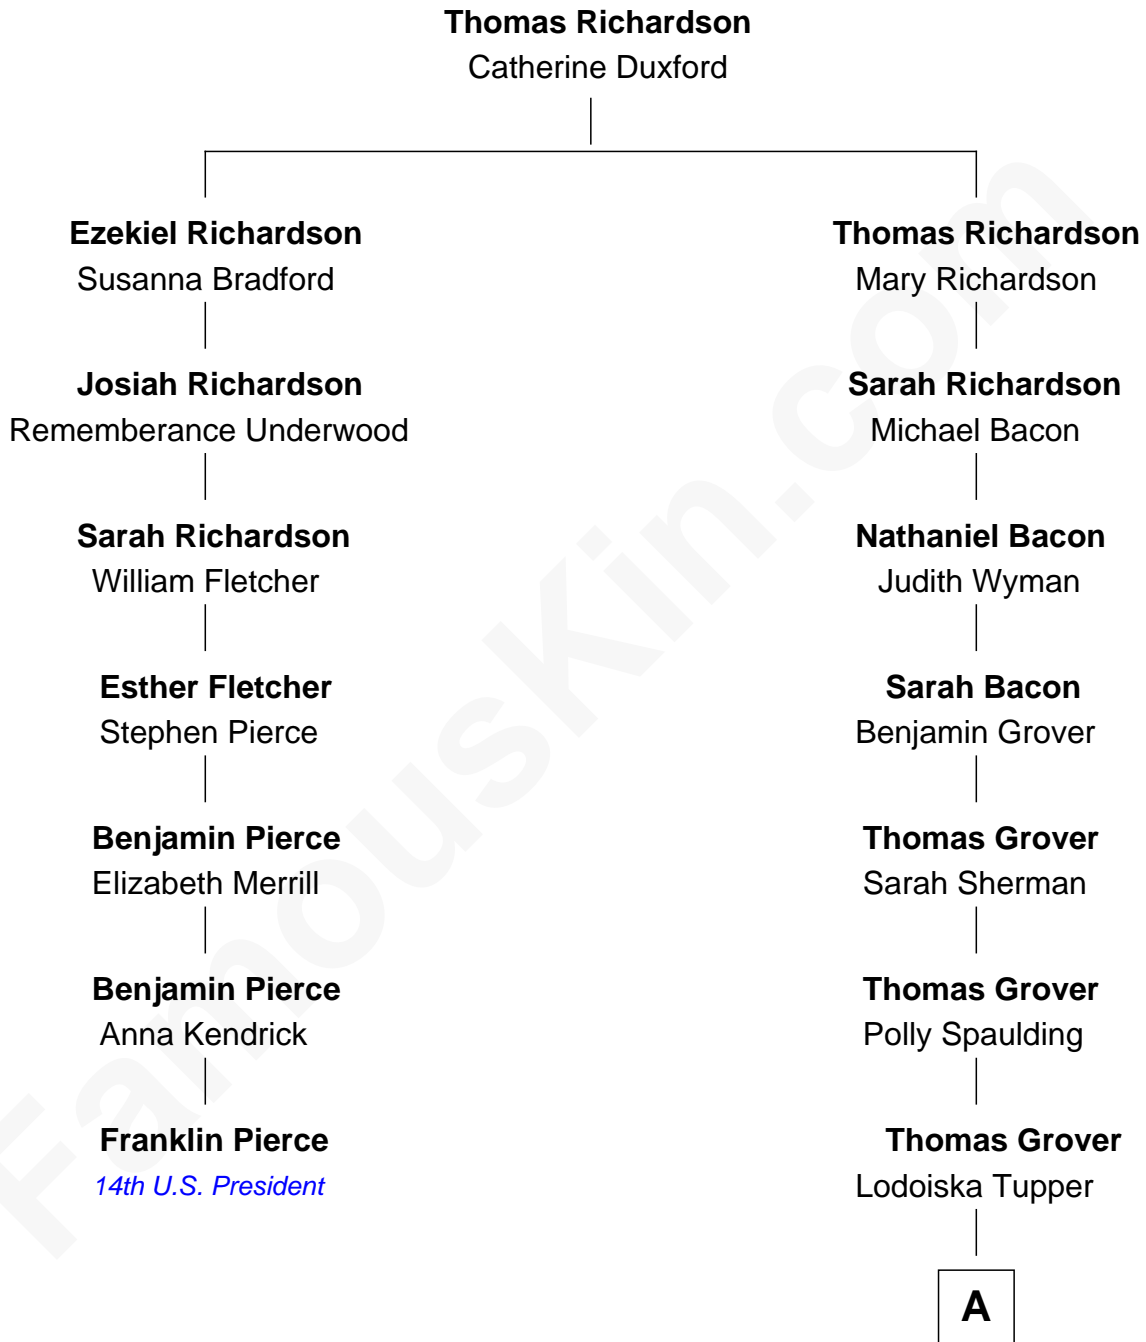 Thomas Richardson
Catherine Duxford
Ezekiel Richardson
Susanna Bradford
Thomas Richardson
Mary Richardson
Josiah Richardson
Rememberance Underwood
Sarah Richardson
Michael Bacon
Sarah Richardson
William Fletcher
Nathaniel Bacon
Judith Wyman
Esther Fletcher
Stephen Pierce
Sarah Bacon
Benjamin Grover
Benjamin Pierce
Elizabeth Merrill
Thomas Grover
Sarah Sherman
Benjamin Pierce
Anna Kendrick
Thomas Grover
Polly Spaulding
Franklin Pierce
14th U.S. President
Thomas Grover
Lodoiska Tupper
A
FamousKin.com